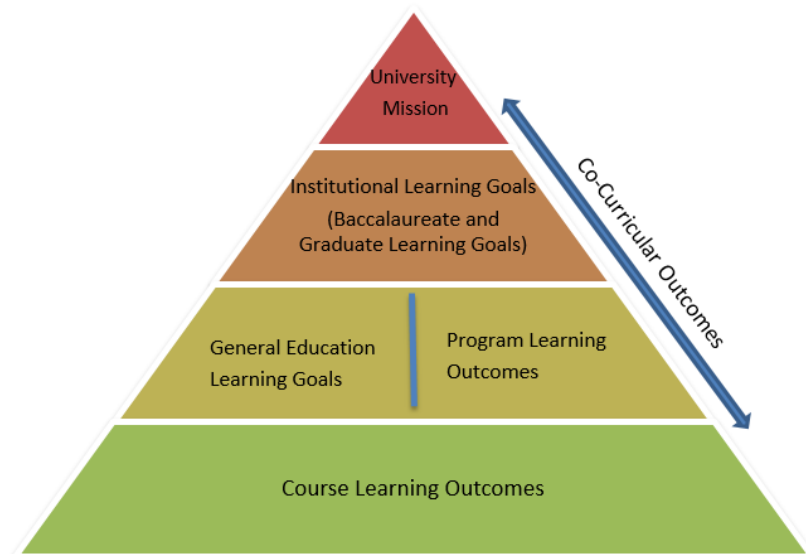 University
Mission
Institutional Learning Goals
(Baccalaureate and
Graduate Learning Goals)
Co-Curricular Outcomes
General Education
Learning Goals
Program Learning
Outcomes
Course Learning Outcomes